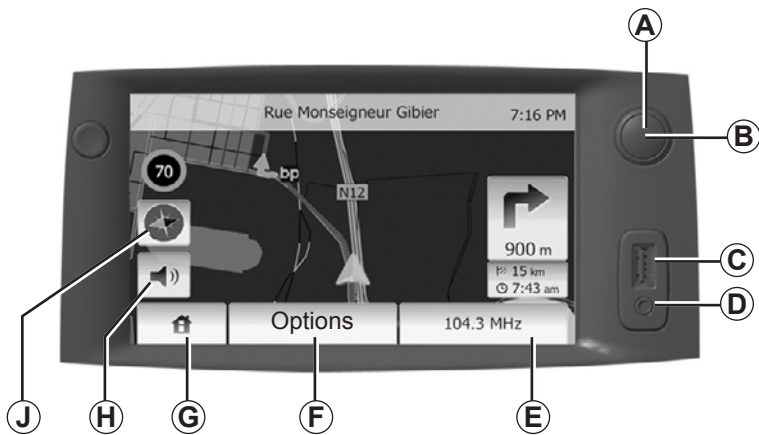 A
B
Rue Monseigneur Gibier 7:16 PM
70
bp
N12
900 m
15 km
7:43 am
C
D
Options
104.3 MHz
J
H
G
F
E